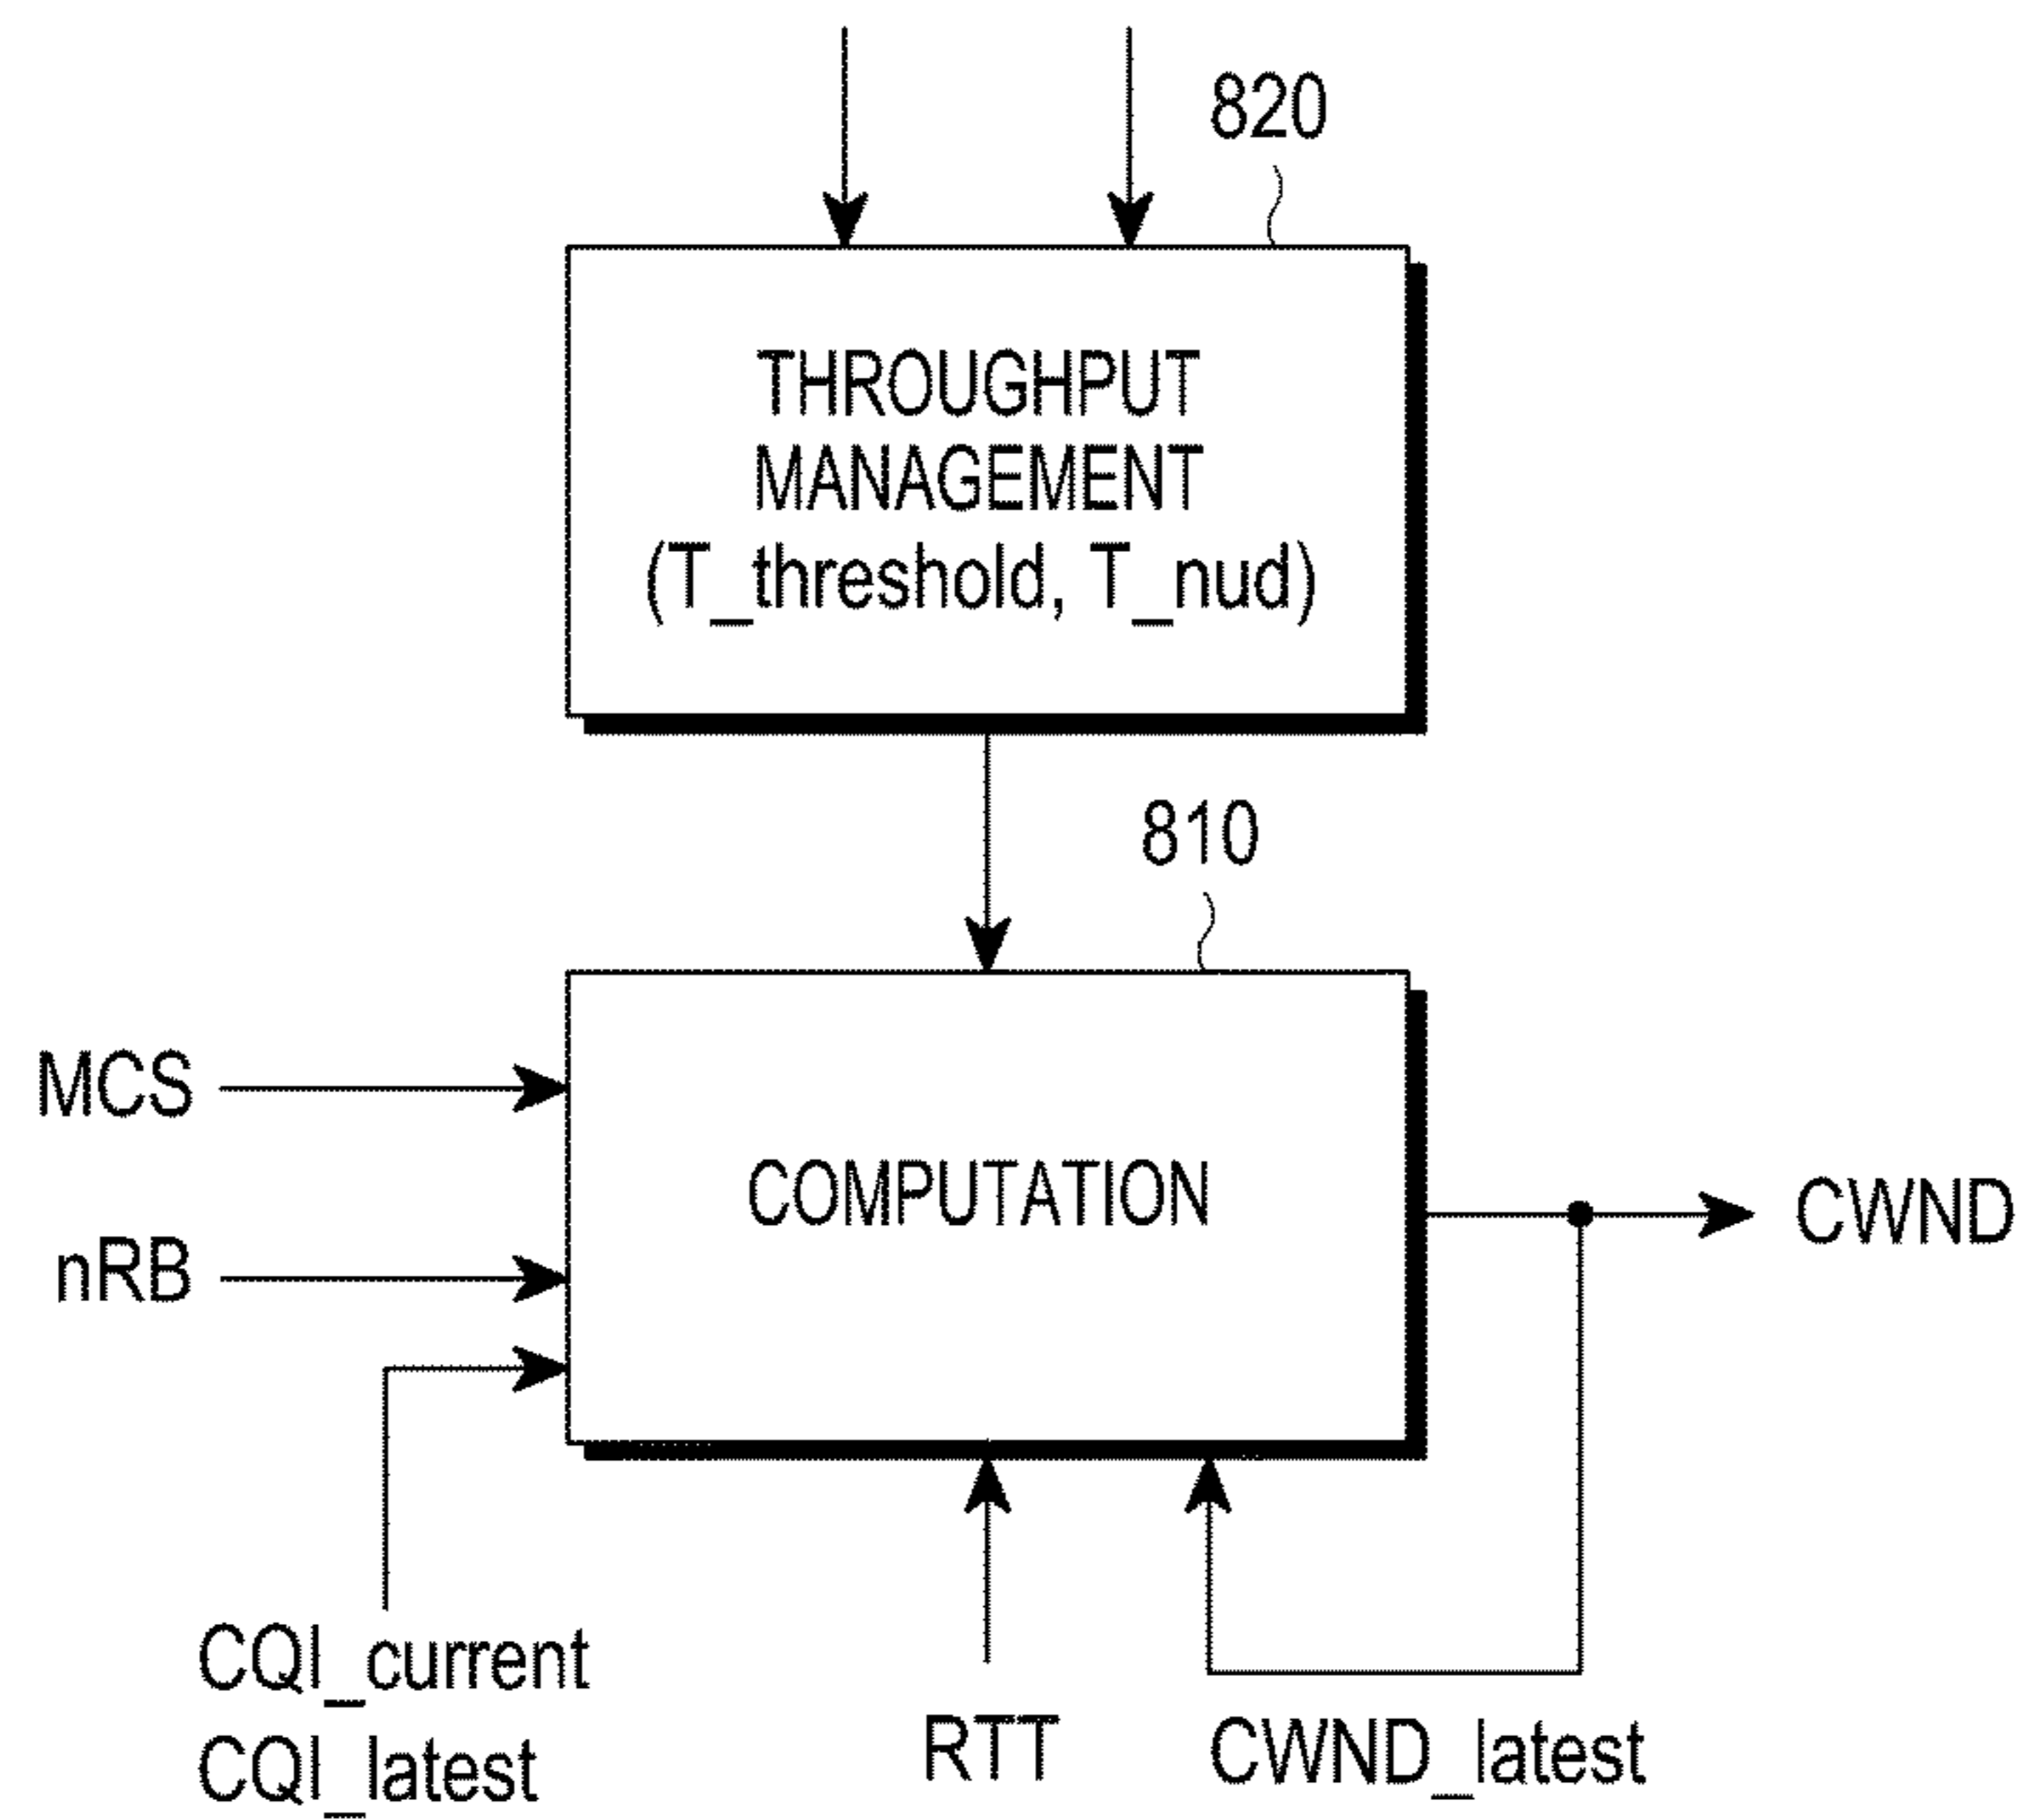 820
THROUGHPUT
MANAGEMENT
(T_threshold, T_nud)
810
MCS
COMPUTATION
CWND
nRB
CQI_current
CQI_latest
RTT
CWND_latest